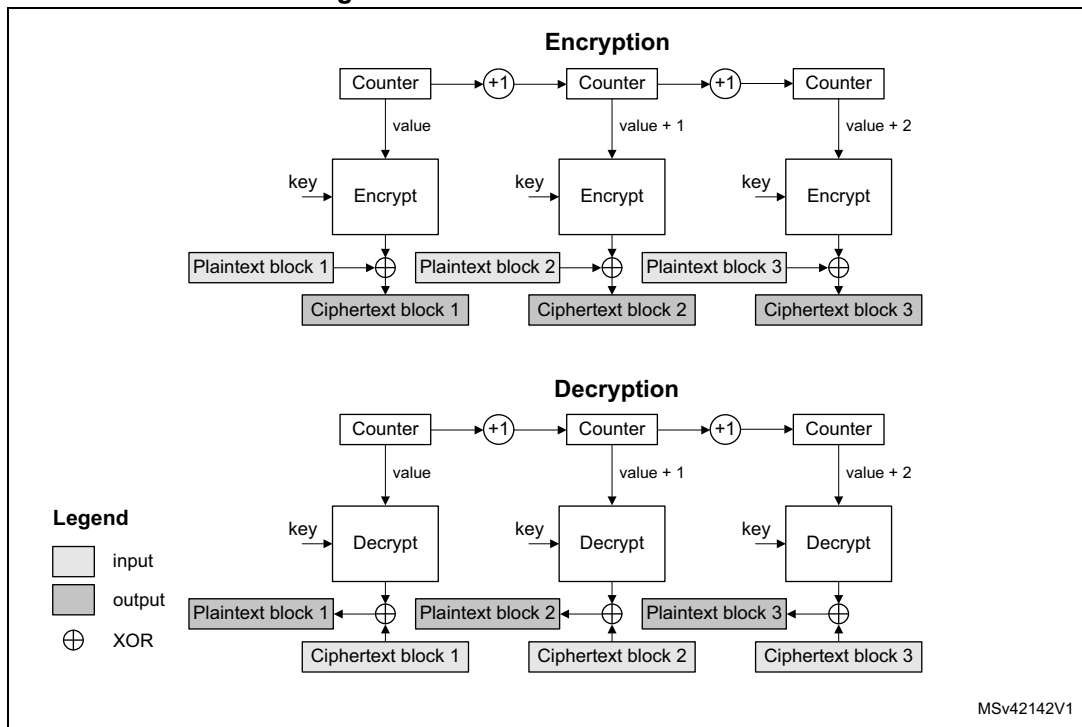 Encryption
Counter +1 Counter +1 Counter
value value + 1 value + 2
key Encrypt key Encrypt key Encrypt
Plaintext block 1 Plaintext block 2 Plaintext block 3
Ciphertext block 1 Ciphertext block 2 Ciphertext block 3
Decryption
Counter +1 Counter +1 Counter
value value + 1 value + 2
key Decrypt key Decrypt key Decrypt
Plaintext block 1 Plaintext block 2 Plaintext block 3
Ciphertext block 1 Ciphertext block 2 Ciphertext block 3
Legend
input
output
XOR
MSv42142V1